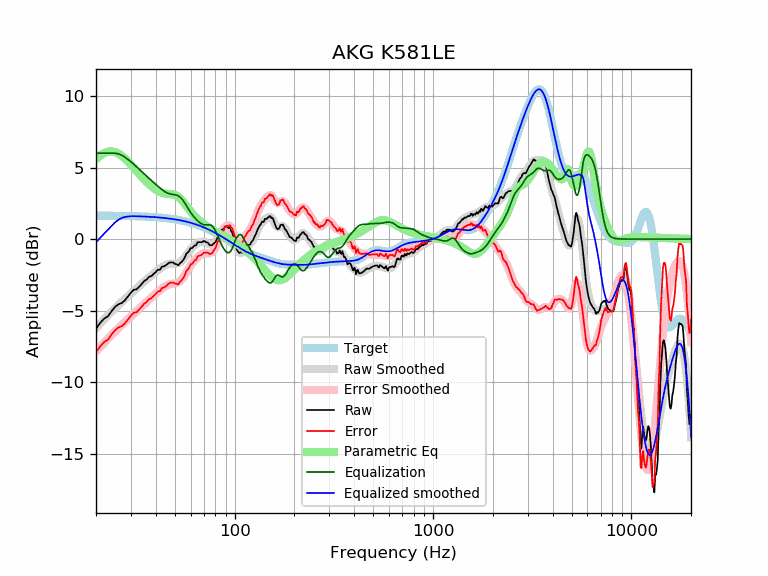 AKG K581LE
Amplitude (dBr)
10
5
0
−5
−10
−15
Target
Raw Smoothed
Error Smoothed
Raw
Error
Parametric Eq
Equalization
Equalized smoothed
100 1000 10000
Frequency (Hz)